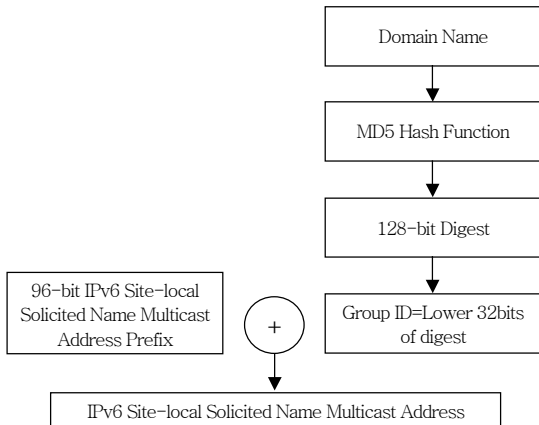 Domain Name
MD5 Hash Function
128-bit Digest
96-bit IPv6 Site-local
Solicited Name Multicast
Address Prefix
+
Group ID=Lower 32bits
of digest
IPv6 Site-local Solicited Name Multicast Address